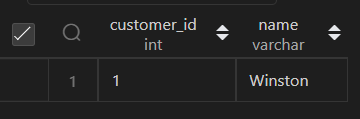 customer_id name
int varchar
1 1 Winston